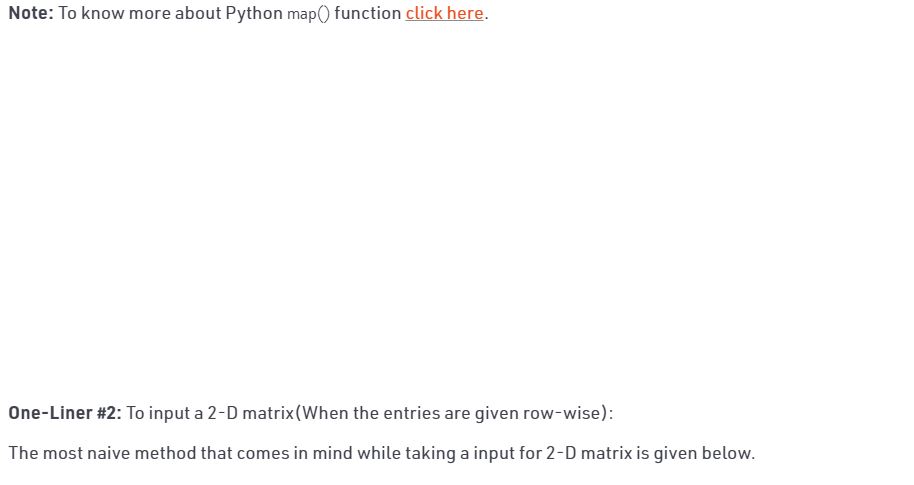 Note: To know more about Python map() function click here.
One-Liner #2: To input a 2-D matrix(When the entries are given row-wise):
The most naive method that comes in mind while taking a input for 2-D matrix is given below.